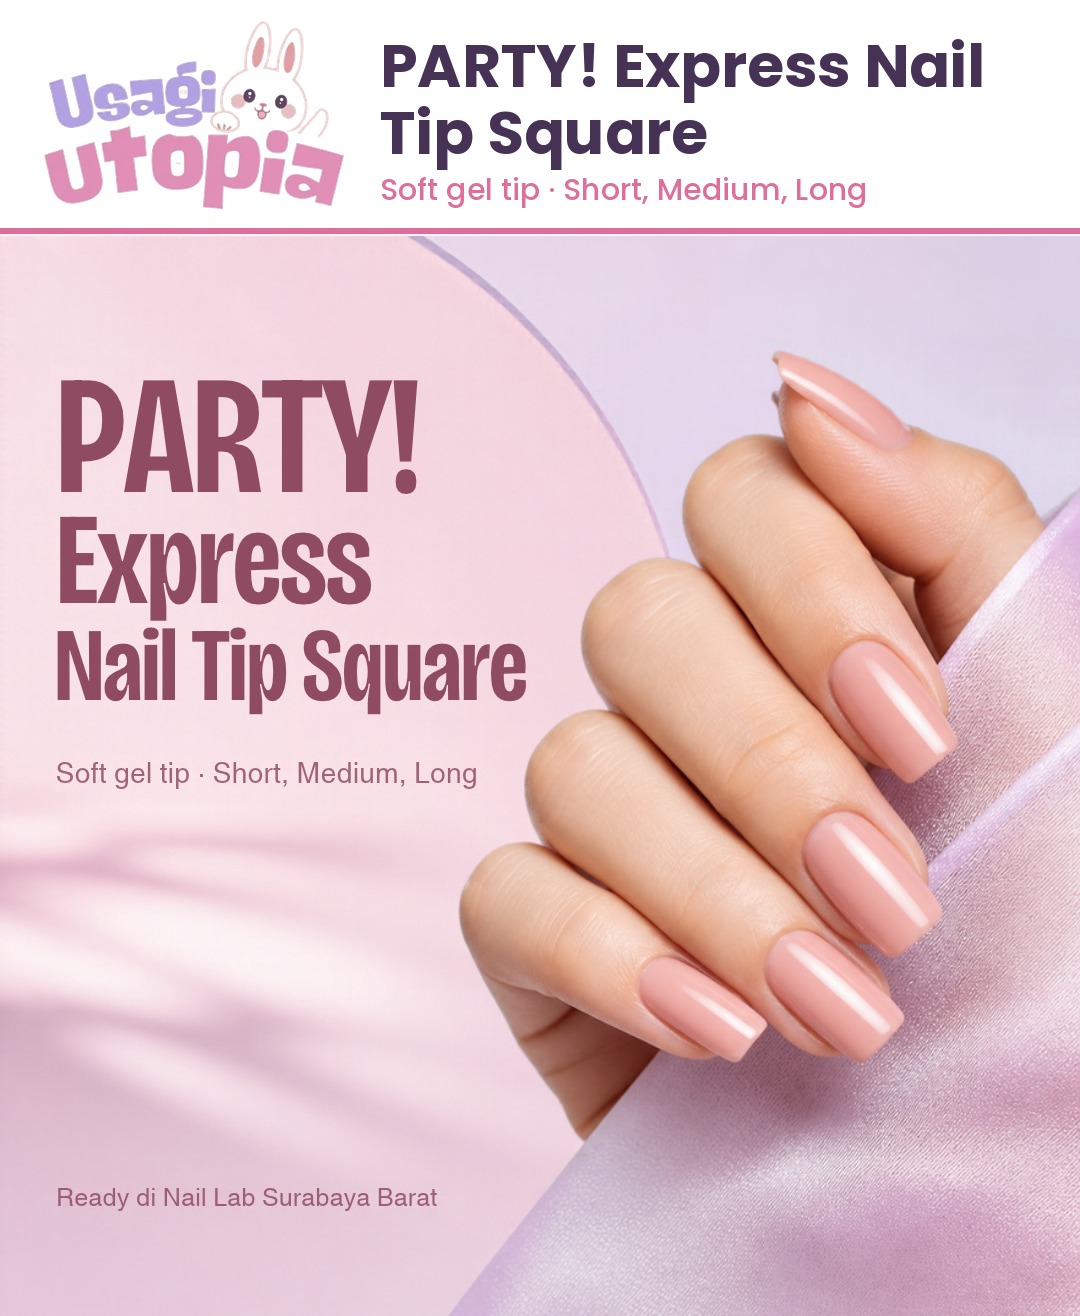 Usagi
Utopia
PARTY! Express Nail
Tip Square
Soft gel tip · Short, Medium, Long
PARTY!
Express
Nail Tip Square
Soft gel tip · Short, Medium, Long
Ready di Nail Lab Surabaya Barat